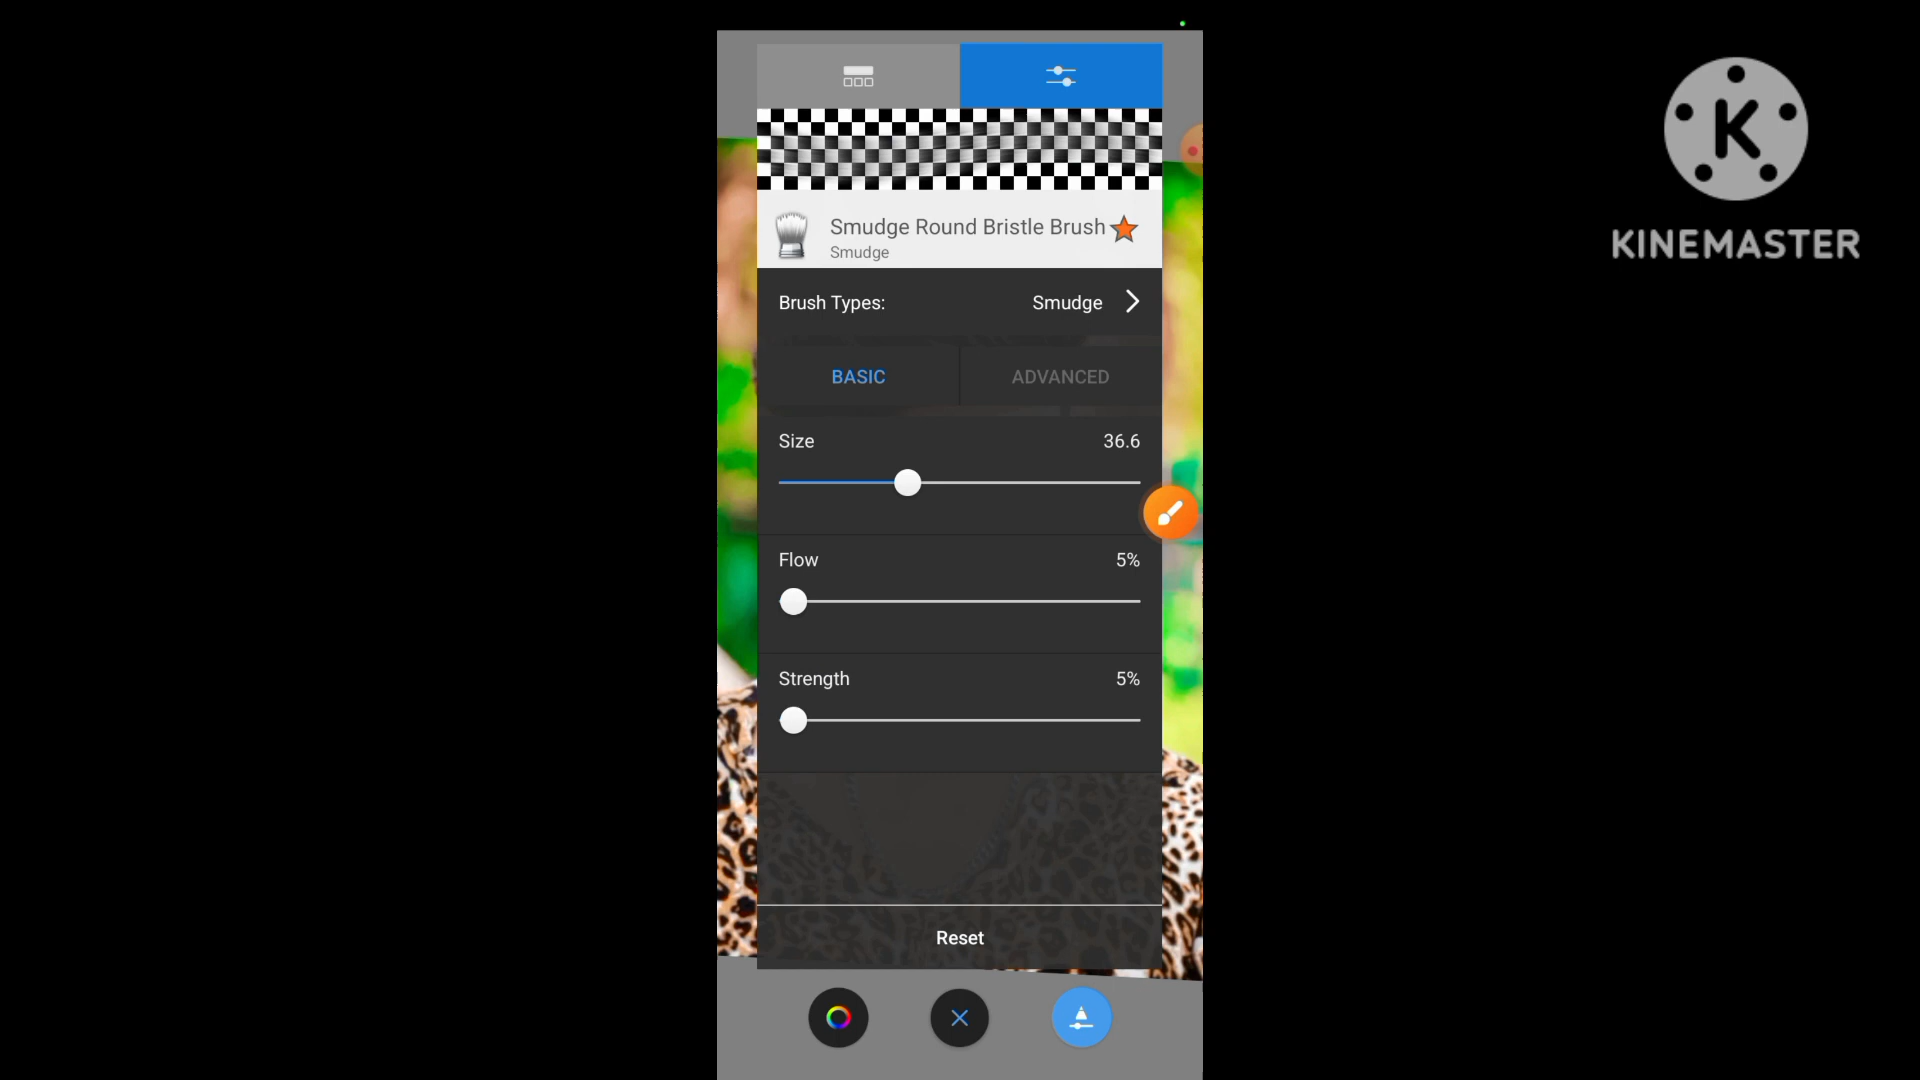 K
KINEMASTER
Smudge Round Bristle Brush
Smudge
Brush Types: Smudge
BASIC ADVANCED
Size 36.6
Flow 5%
Strength 5%
Reset